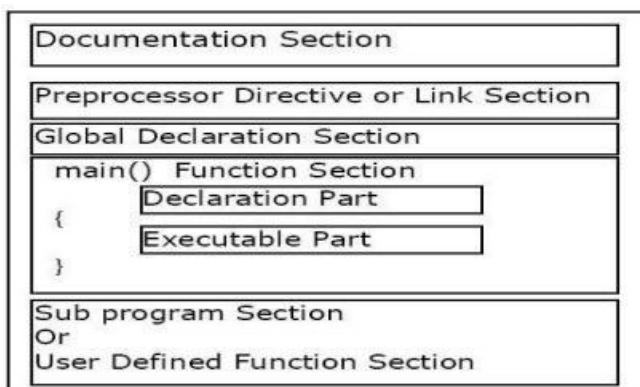 Documentation Section
Preprocessor Directive or Link Section
Global Declaration Section
main() Function Section
Declaration Part
{
Executable Part
}
Sub program Section
Or
User Defined Function Section